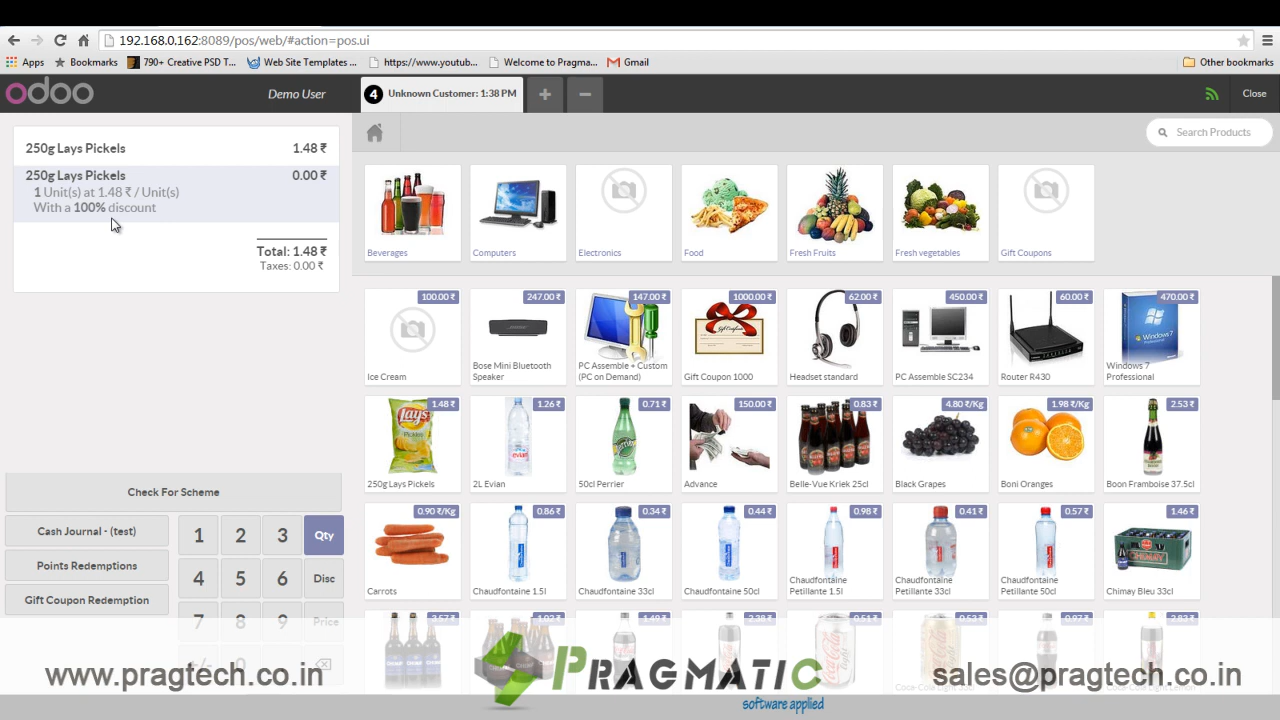 192.168.0.162:8089/pos/web/#action=pos.ui
Apps
Bookmarks
790+ Creative PSD T...
Web Site Templates ...
https://www.youtub...
Welcome to Pragma...
Gmail
Other bookmarks
odoo
Demo User
4 Unknown Customer: 1:38 PM
+
−
Close
Search Products
250g Lays Pickels 1.48 ₹
250g Lays Pickels 0.00 ₹
1 Unit(s) at 1.48 ₹ / Unit(s)
With a 100% discount
Total: 1.48 ₹
Taxes: 0.00 ₹
Check For Scheme
Cash Journal - (test)
Points Redemptions
Gift Coupon Redemption
1 2 3 Qty
4 5 6 Disc
7 8 9 Price
Beverages
Computers
Electronics
Food
Fresh Fruits
Fresh vegetables
Gift Coupons
100.00 ₹
Ice Cream
247.00 ₹
Bose Mini Bluetooth
Speaker
147.00 ₹
PC Assemble + Custom
(PC on Demand)
1000.00 ₹
Gift Coupon 1000
62.00 ₹
Headset standard
450.00 ₹
PC Assemble SC234
60.00 ₹
Router R430
470.00 ₹
Windows 7
Professional
1.48 ₹
Lay's
Pickles
250g Lays Pickels
1.26 ₹
evian
2L Evian
0.71 ₹
50cl Perrier
150.00 ₹
Advance
0.83 ₹
Belle-Vue Kriek 25cl
4.80 ₹/Kg
Black Grapes
1.98 ₹/Kg
Boni Oranges
2.53 ₹
Boon Framboise 37.5cl
0.90 ₹/Kg
Carrots
0.86 ₹
Chaudfontaine 1.5l
0.34 ₹
Chaudfontaine 33cl
0.44 ₹
Chaudfontaine 50cl
0.98 ₹
Chaudfontaine
Petillante 1.5l
0.41 ₹
Chaudfontaine
Petillante 33cl
0.57 ₹
Chaudfontaine
Petillante 50cl
1.46 ₹
CHIMAY
Chimay Bleu 33cl
www.pragtech.co.in
PRAGMATIC
software applied
sales@pragtech.co.in